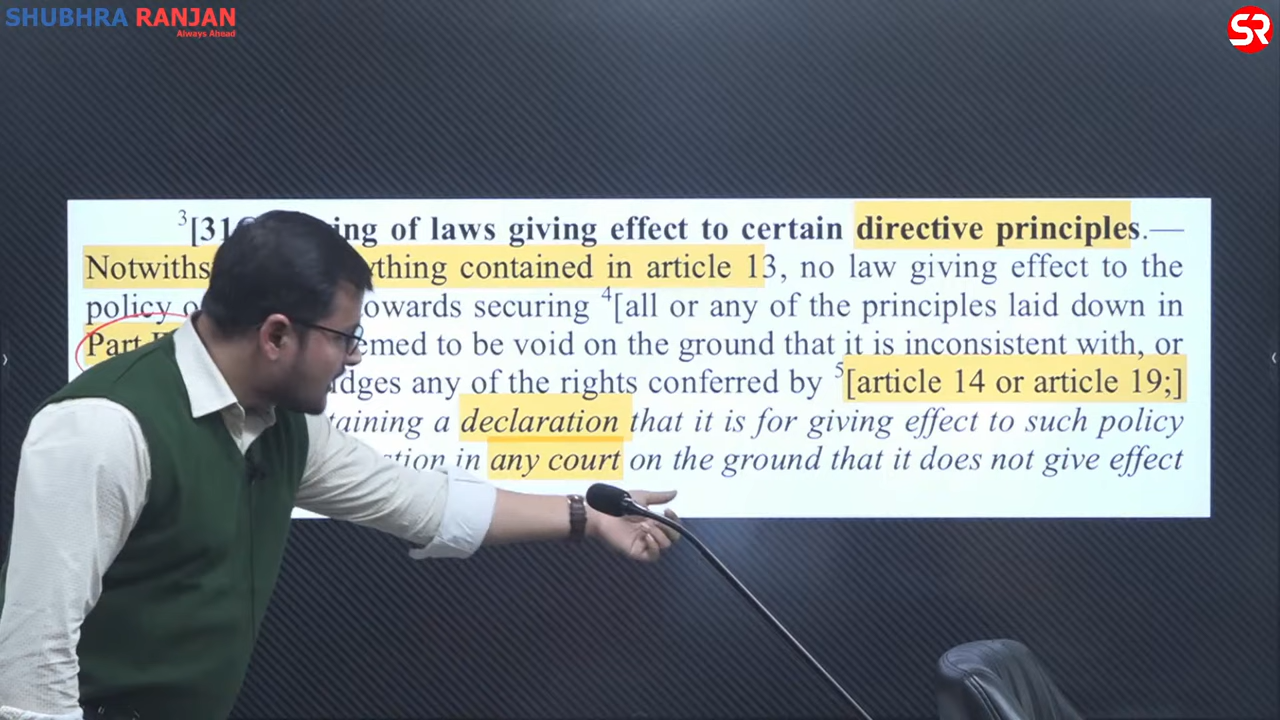 SHUBHRA RANJAN
Always Ahead
SR
3[31 ing of laws giving effect to certain directive principles.—
Notwiths ything contained in article 13, no law giving effect to the
policy o owards securing 4[all or any of the principles laid down in
Part emed to be void on the ground that it is inconsistent with, or
dges any of the rights conferred by 5[article 14 or article 19;]
taining a declaration that it is for giving effect to such policy
tion in any court on the ground that it does not give effect